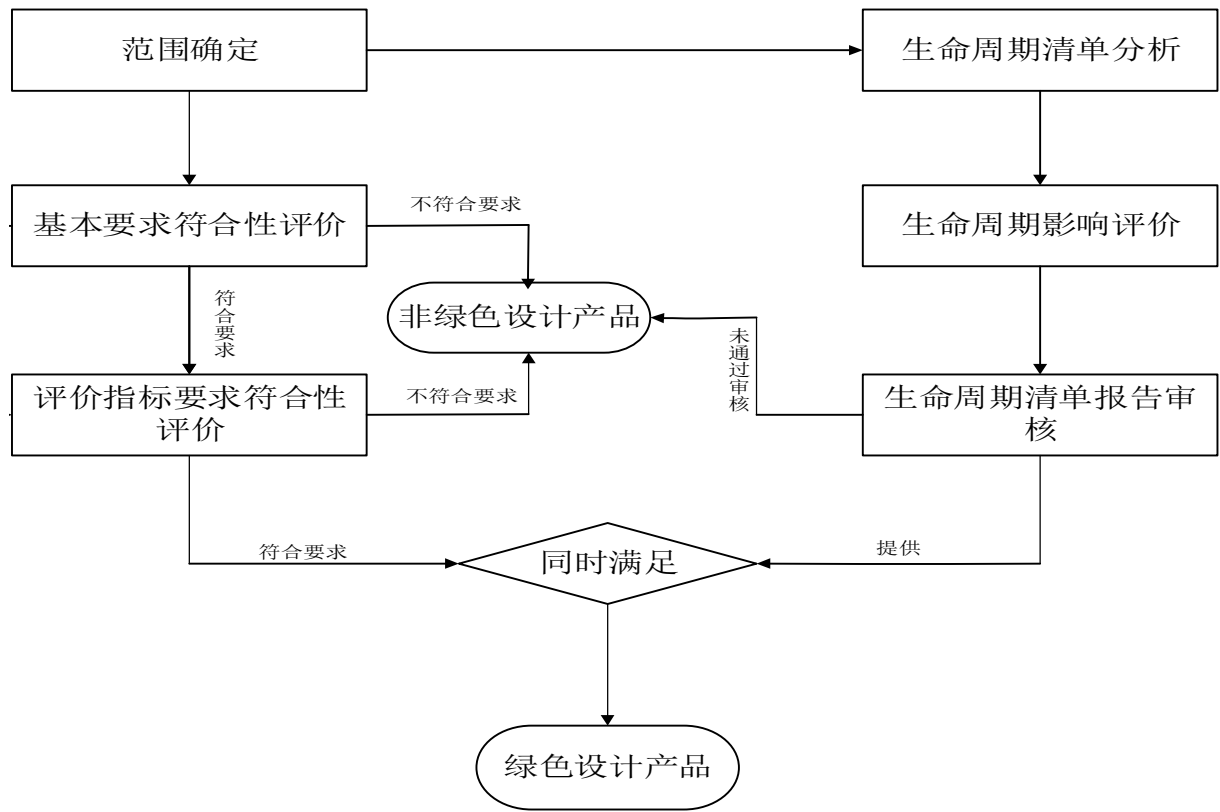 范围确定
生命周期清单分析
不符合要求
基本要求符合性评价
生命周期影响评价
符合要求
非绿色设计产品
未通过审核
评价指标要求符合性
评价
不符合要求
生命周期清单报告审
核
符合要求
同时满足
提供
绿色设计产品